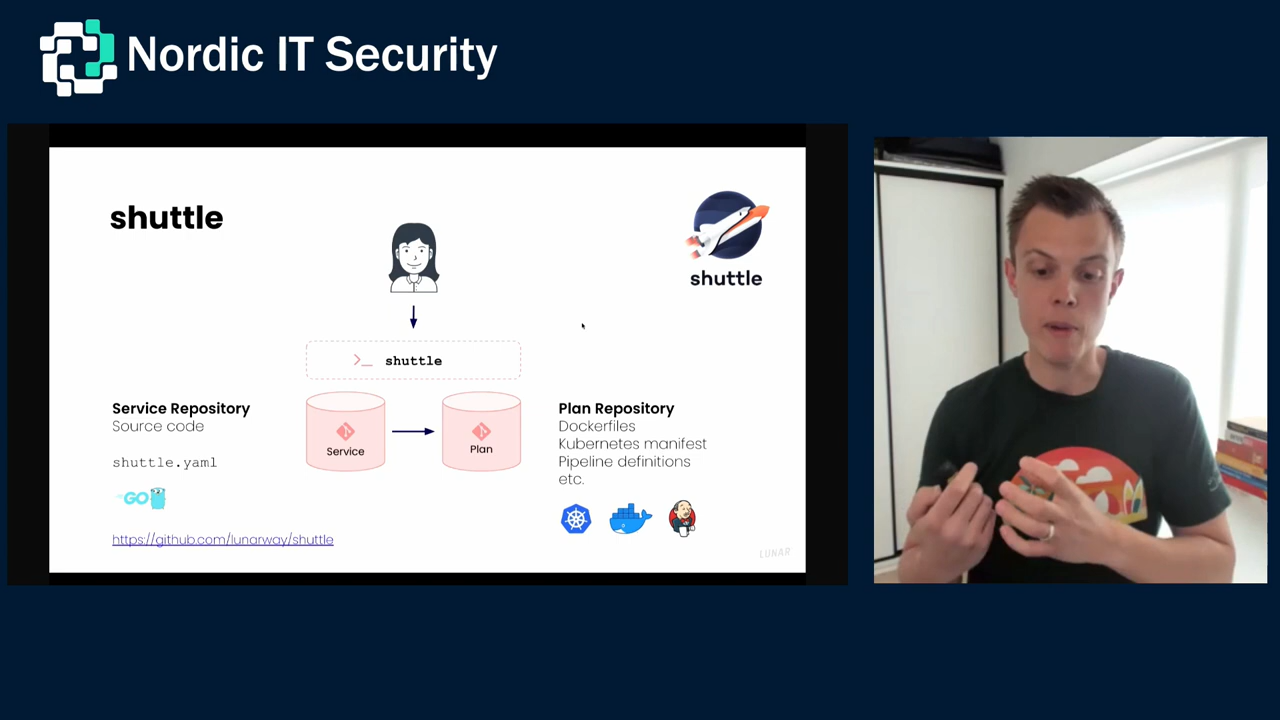 Nordic IT Security
shuttle
shuttle
>_ shuttle
Service Repository
Source code
shuttle.yaml
GO
https://github.com/lunarway/shuttle
Service
Plan
Plan Repository
Dockerfiles
Kubernetes manifest
Pipeline definitions
etc.
LUNAR